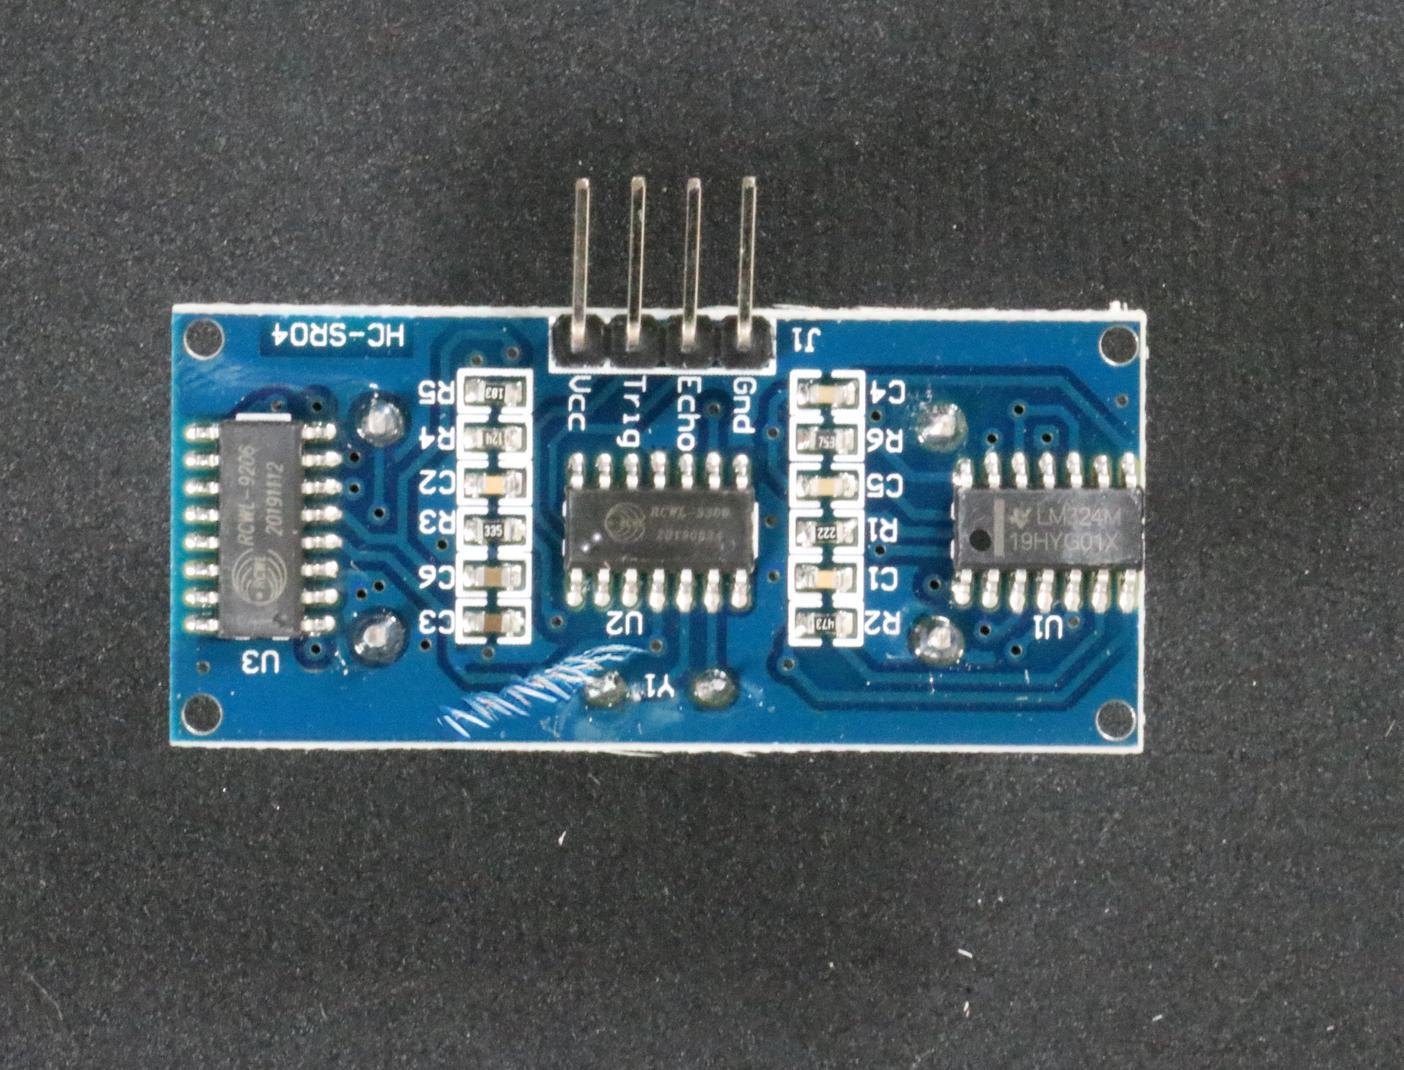 HC-SR04
J1
Vcc
Trig
Echo
Gnd
R5
183
R4
124
C2
R3
335
C6
C3
C4
R6
C5
R1
222
C1
R2
473
RCWL-9206
20191112
RCWL
U3
U2
Y1
LM324M
19HYG01X
U1